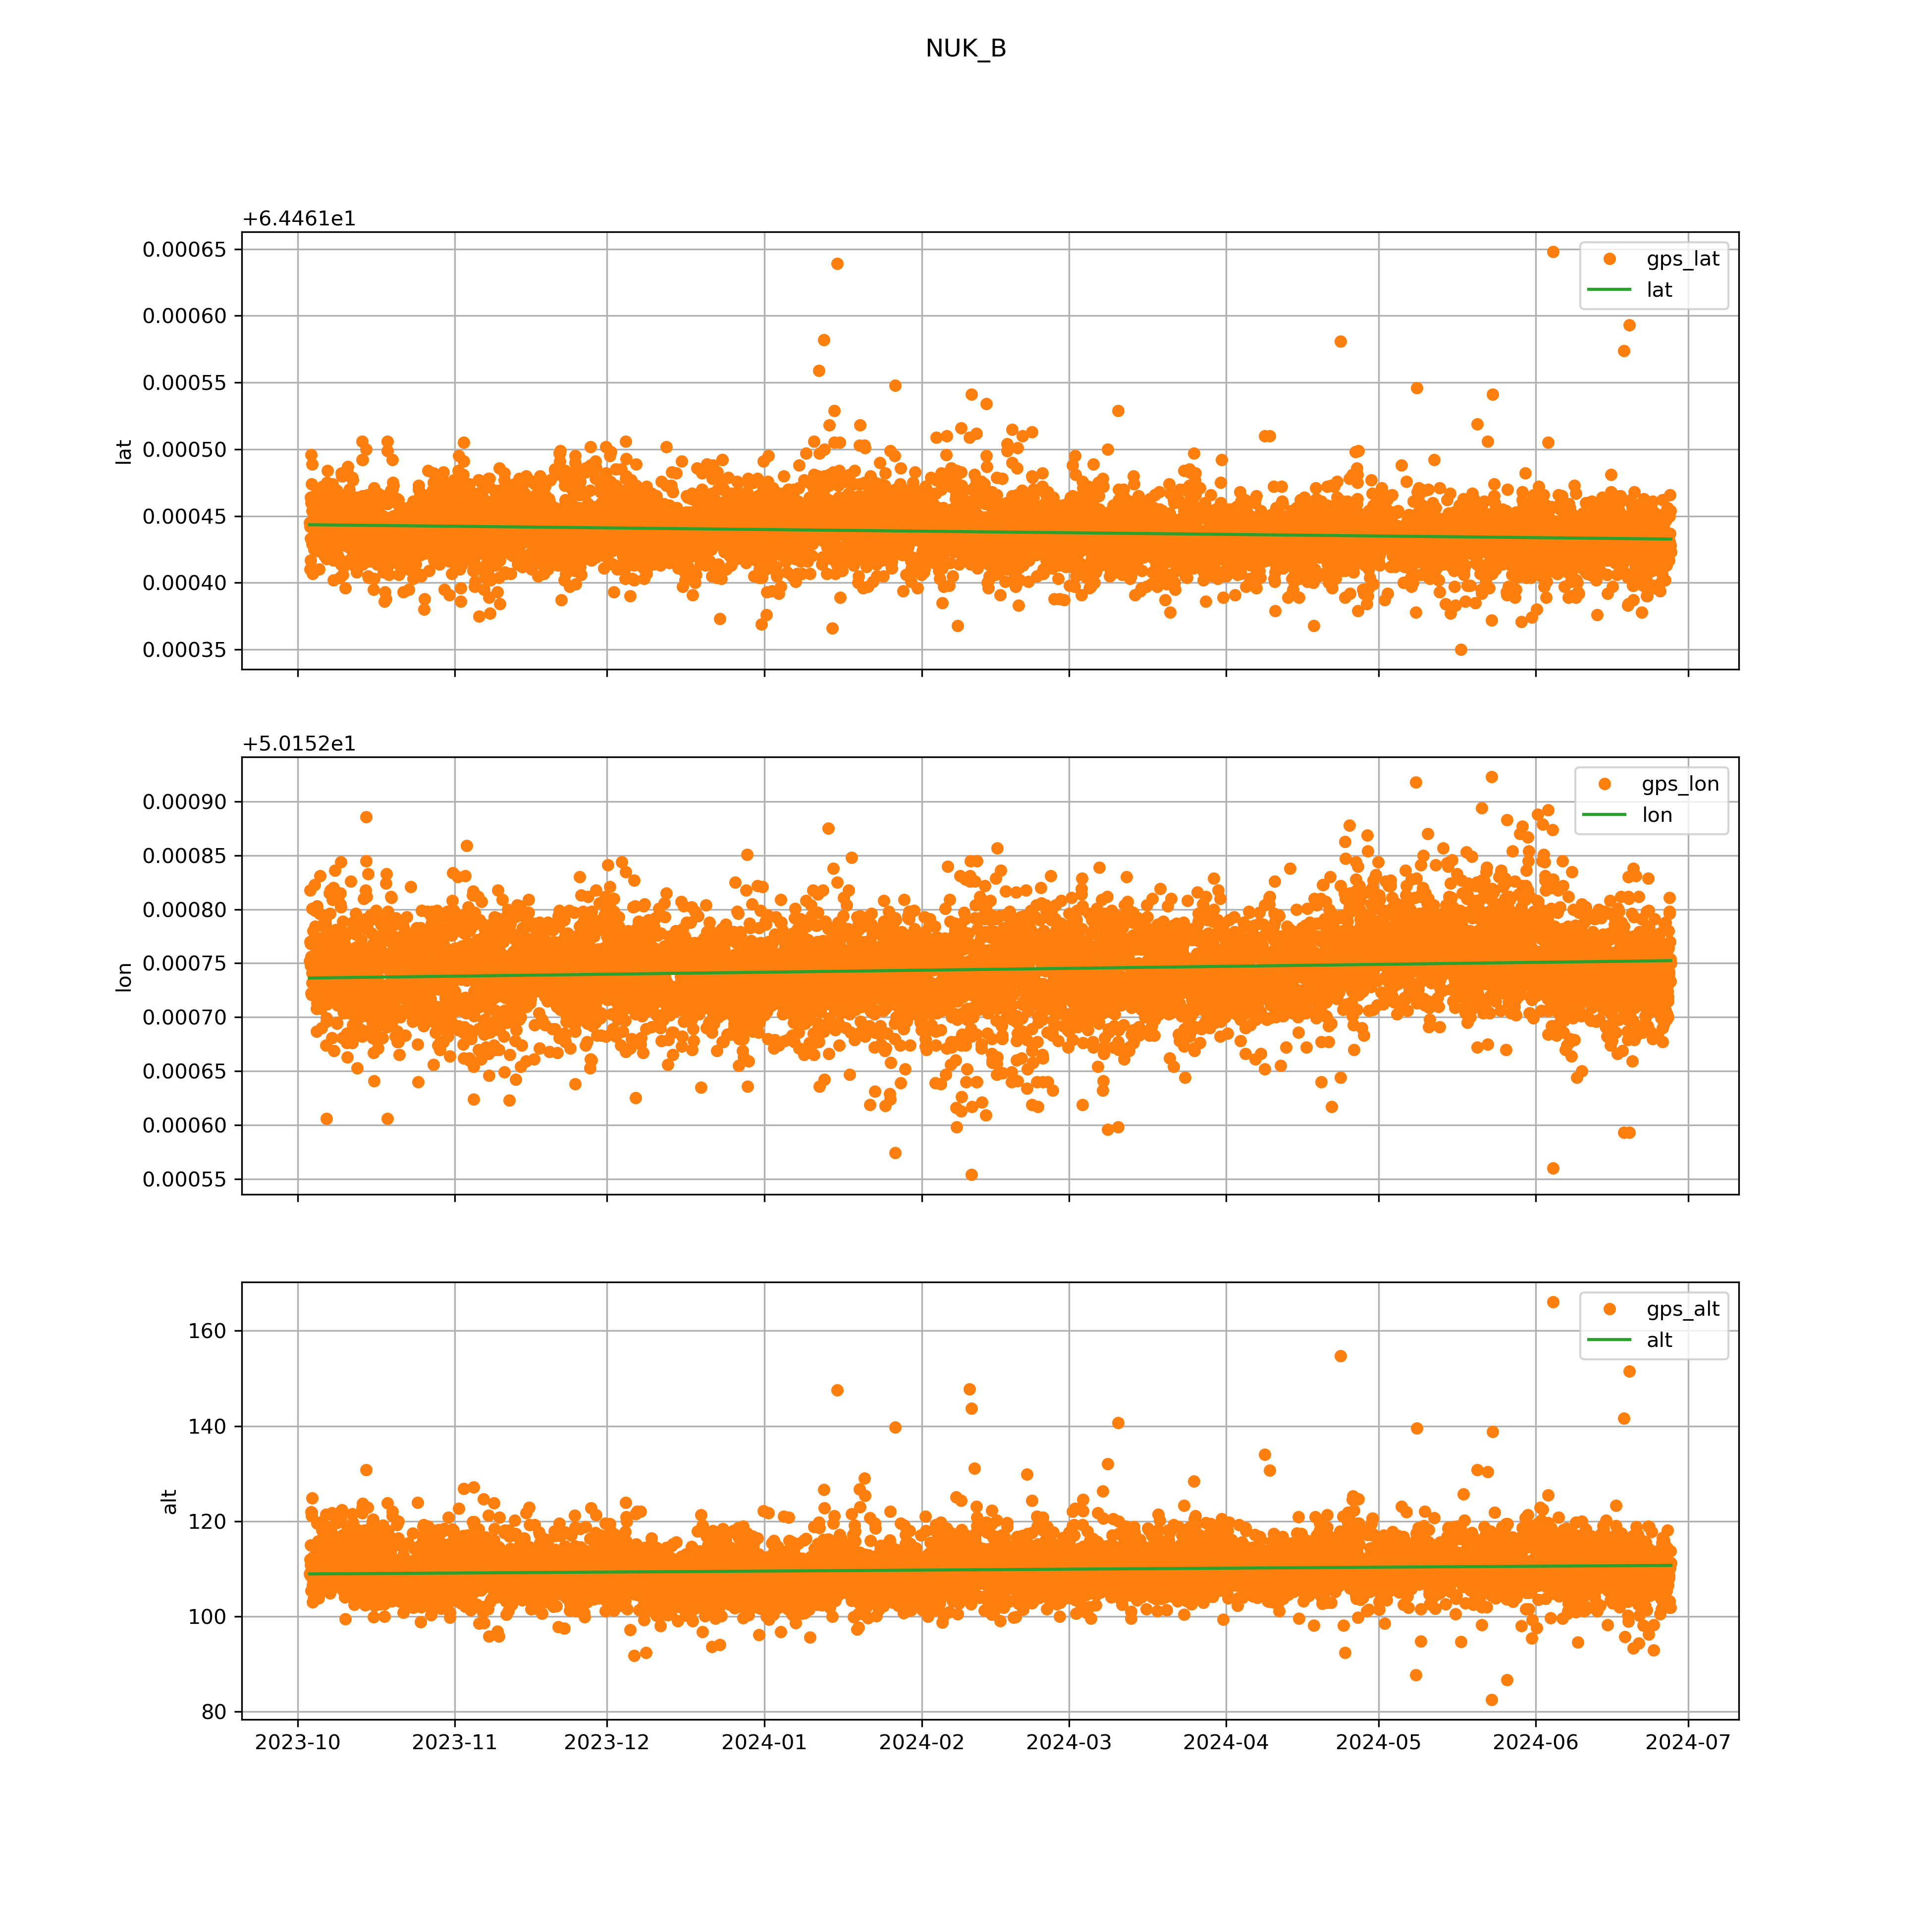 NUK_B
+6.4461e1
0.00065
0.00060
0.00055
0.00050
0.00045
0.00040
0.00035
lat
gps_lat
lat
+5.0152e1
0.00090
0.00085
0.00080
0.00075
0.00070
0.00065
0.00060
0.00055
lon
gps_lon
lon
160
140
120
100
80
alt
gps_alt
alt
2023-10 2023-11 2023-12 2024-01 2024-02 2024-03 2024-04 2024-05 2024-06 2024-07